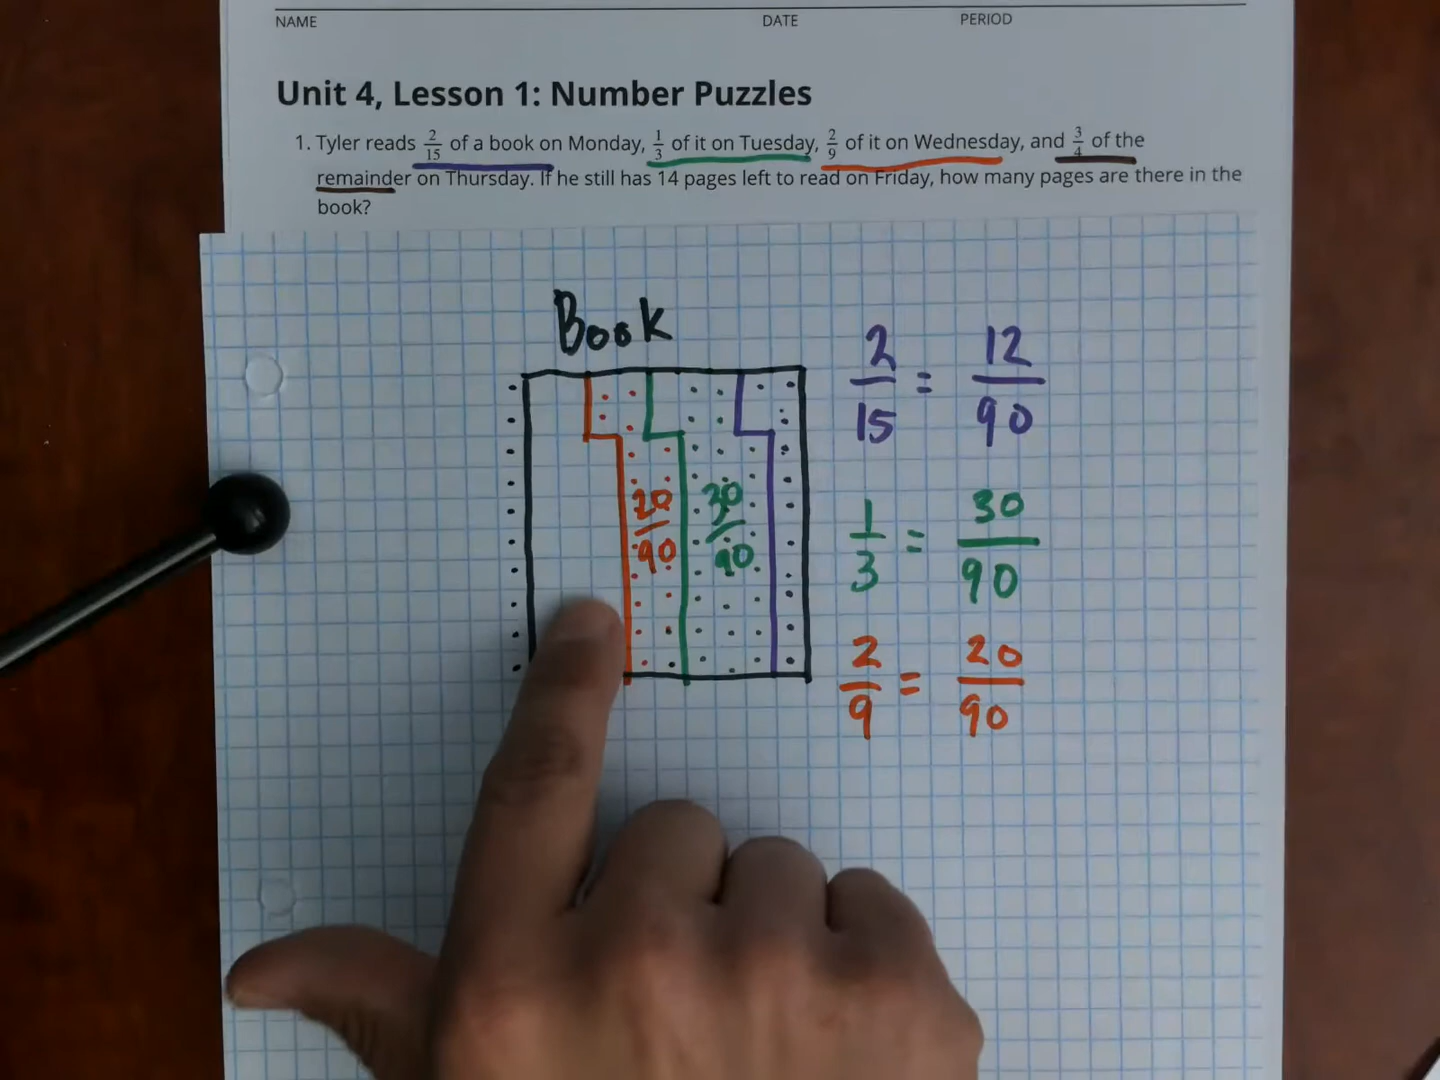 NAME DATE PERIOD
Unit 4, Lesson 1: Number Puzzles
1. Tyler reads 2/15 of a book on Monday, 1/3 of it on Tuesday, 2/9 of it on Wednesday, and 3/4 of the
remainder on Thursday. If he still has 14 pages left to read on Friday, how many pages are there in the
book?
Book
20/90
30/90
2/15 = 12/90
1/3 = 30/90
2/9 = 20/90